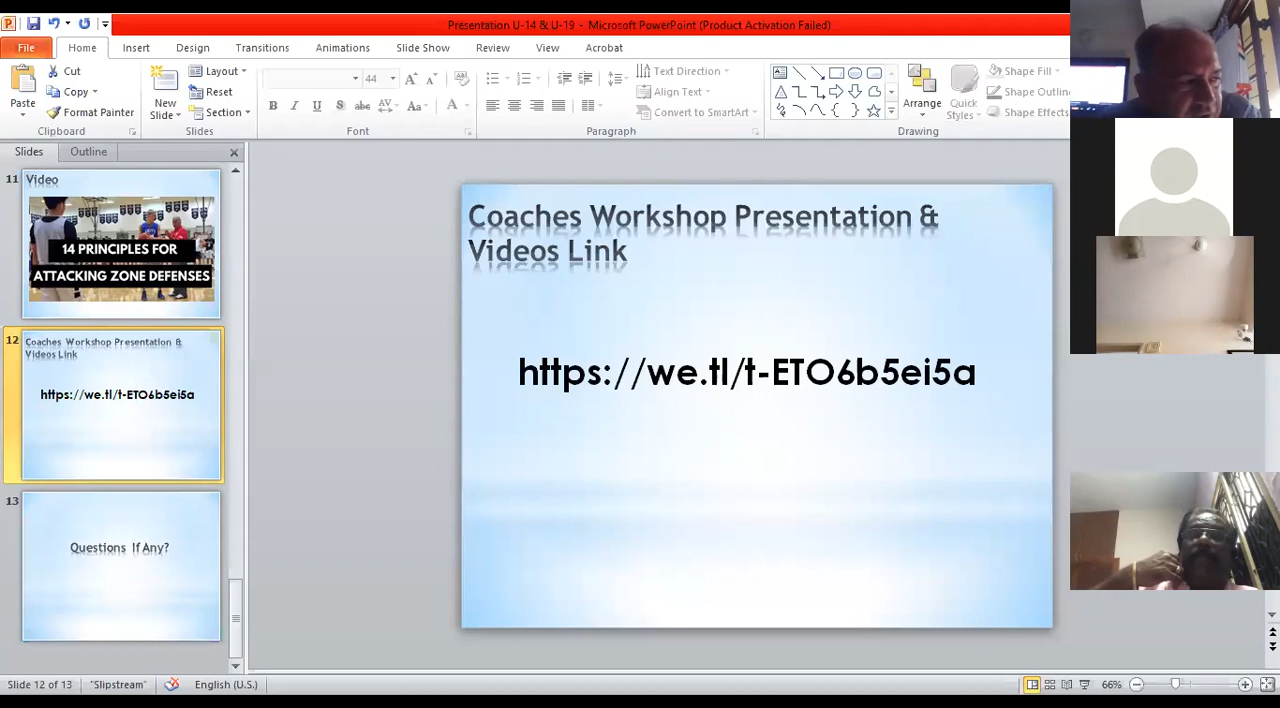 Presentation U-14 & U-19 - Microsoft PowerPoint (Product Activation Failed)
File Home Insert Design Transitions Animations Slide Show Review View Acrobat
Paste
Cut
Copy
Format Painter
Clipboard
New
Slide
Layout
Reset
Section
Slides
44
B I U S abc AV Aa A
Font
Text Direction
Align Text
Convert to SmartArt
Paragraph
Arrange
Quick
Styles
Shape Fill
Shape Outlin
Shape Effects
Drawing
Slides Outline
11
Video
14 PRINCIPLES FOR
ATTACKING ZONE DEFENSES
12
Coaches Workshop Presentation &
Videos Link
https://we.tl/t-ETO6b5ei5a
13
Questions If Any?
Coaches Workshop Presentation &
Videos Link
https://we.tl/t-ETO6b5ei5a
Slide 12 of 13 "Slipstream" English (U.S.) 66%